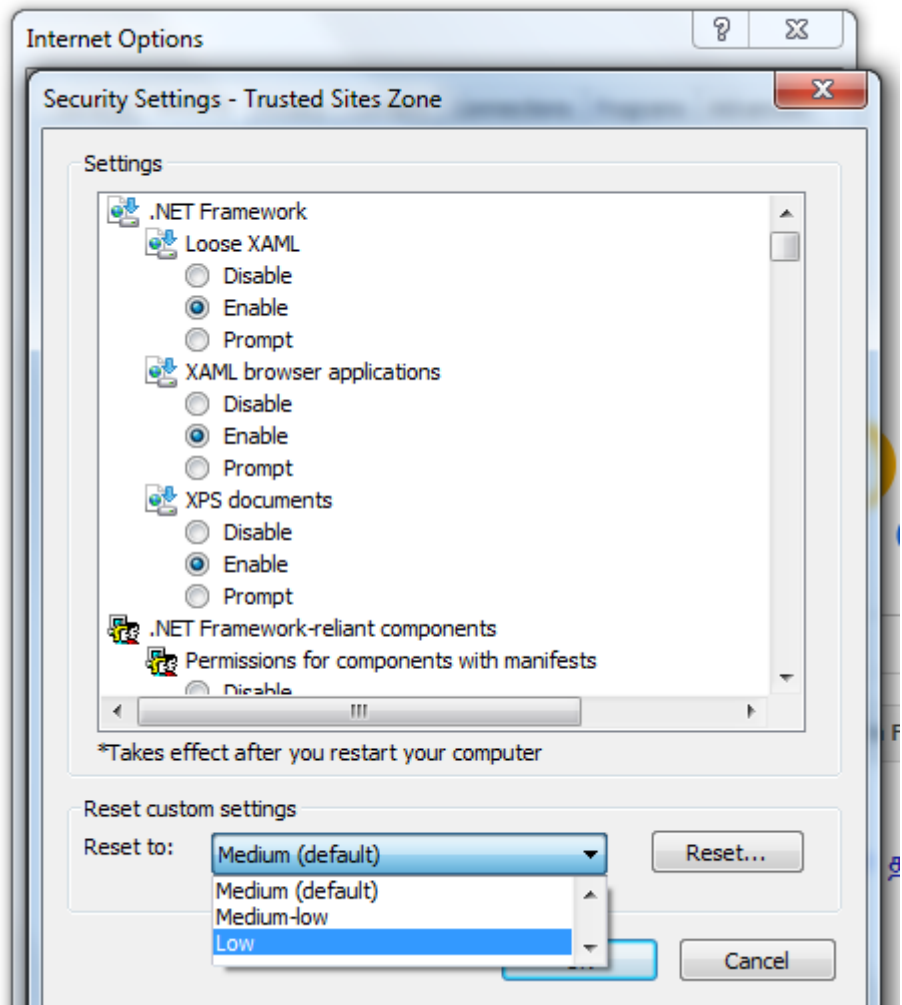 Internet Options
Security Settings - Trusted Sites Zone
Settings
.NET Framework
Loose XAML
Disable
Enable
Prompt
XAML browser applications
Disable
Enable
Prompt
XPS documents
Disable
Enable
Prompt
.NET Framework-reliant components
Permissions for components with manifests
Disable
*Takes effect after you restart your computer
Reset custom settings
Reset to:
Medium (default)
Reset...
Medium (default)
Medium-low
Low
Cancel